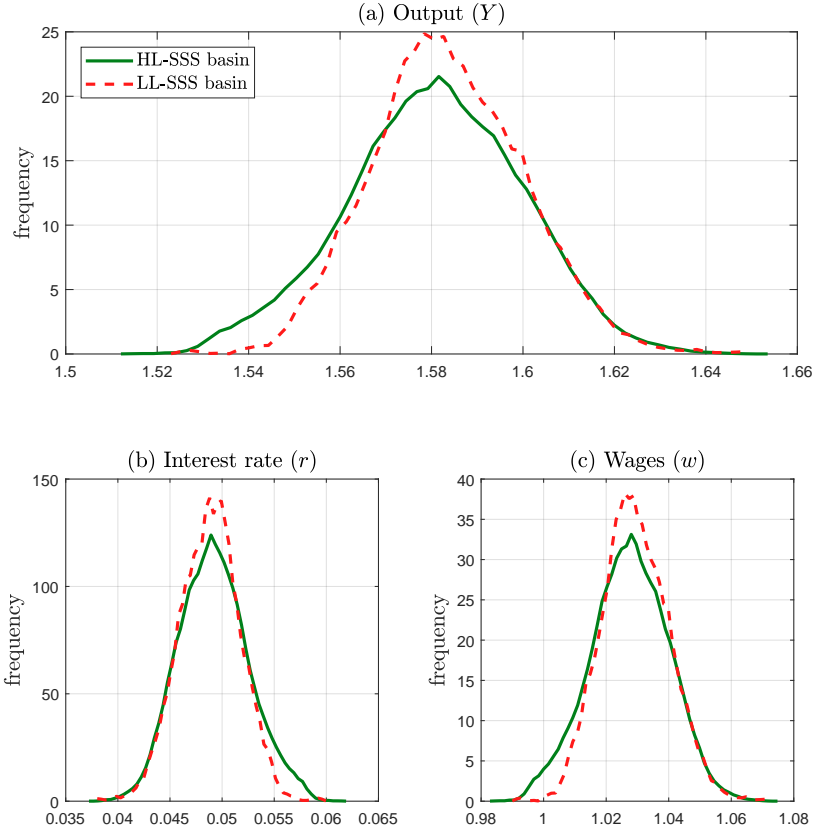 (a) Output (Y)
25
20
15
10
5
0
frequency
HL-SSS basin
LL-SSS basin
1.5 1.52 1.54 1.56 1.58 1.6 1.62 1.64 1.66
(b) Interest rate (r)
150
100
50
0
frequency
0.035 0.04 0.045 0.05 0.055 0.06 0.065
(c) Wages (w)
40
35
30
25
20
15
10
5
0
frequency
0.98 1 1.02 1.04 1.06 1.08